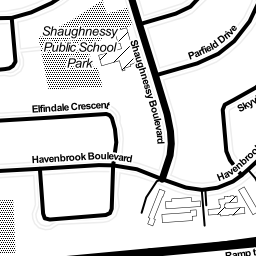 Shaughnessy
Public School
Park
Shaughnessy Boulevard
Parfield Drive
Elfindale Crescent
Havenbrook Boulevard
Havenbrook
Ramp